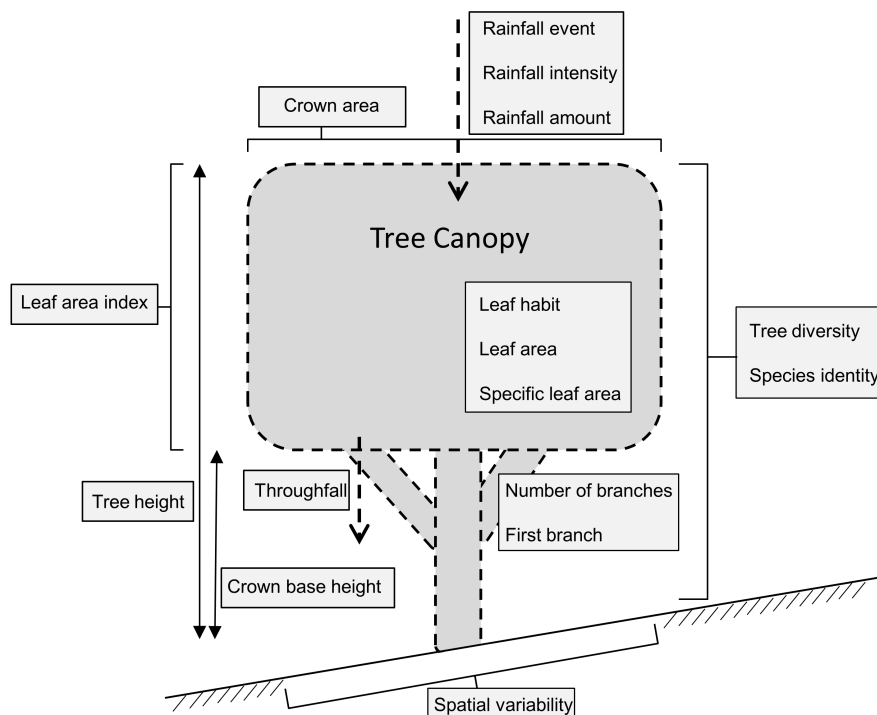 Rainfall event
Rainfall intensity
Rainfall amount
Crown area
Tree Canopy
Leaf area index
Leaf habit
Leaf area
Specific leaf area
Tree diversity
Species identity
Tree height
Throughfall
Number of branches
First branch
Crown base height
Spatial variability